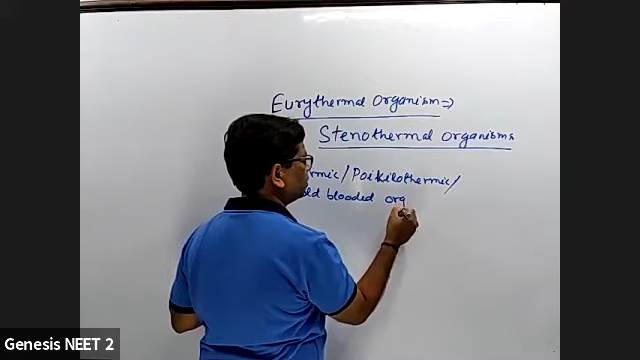 Eurythermal Organism⇒
Stenothermal organisms
rmic/Poikilothermic/
ld blooded org
Genesis NEET 2